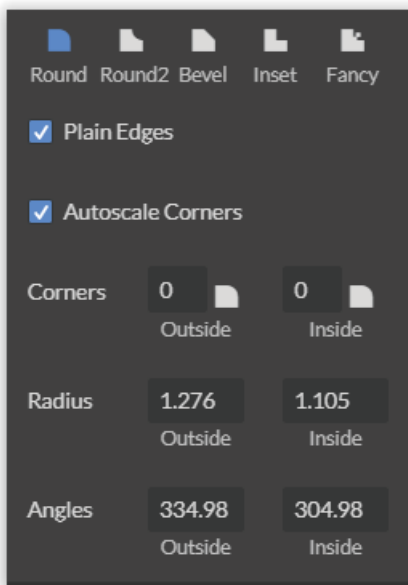 Round Round2 Bevel Inset Fancy
Plain Edges
Autoscale Corners
Corners 0 0
Outside Inside
Radius 1.276 1.105
Outside Inside
Angles 334.98 304.98
Outside Inside